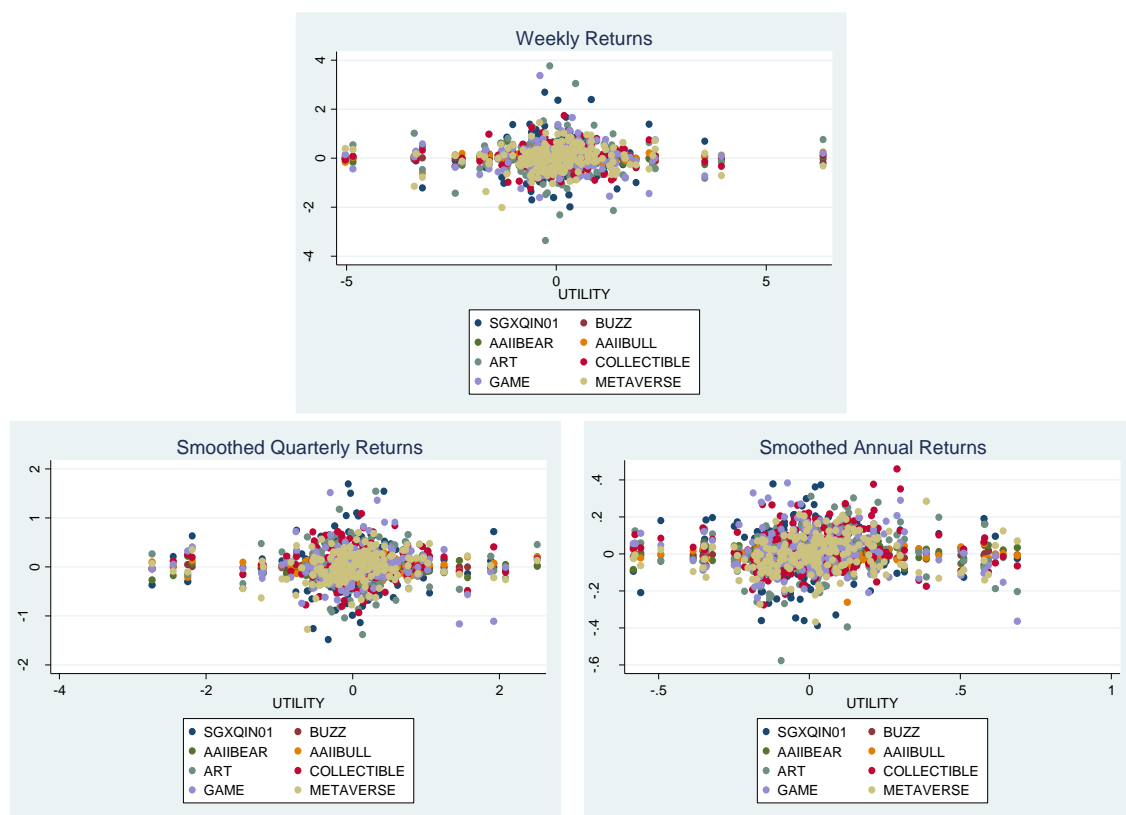 Weekly Returns
4
2
0
-2
-4
-5 0 5
UTILITY
SGXQIN01 BUZZ
AAIIBEAR AAIIBULL
ART COLLECTIBLE
GAME METAVERSE
Smoothed Quarterly Returns
2
1
0
-1
-2
-4 -2 0 2
UTILITY
SGXQIN01 BUZZ
AAIIBEAR AAIIBULL
ART COLLECTIBLE
GAME METAVERSE
Smoothed Annual Returns
.4
.2
0
-.2
-.4
-.6
-.5 0 .5 1
UTILITY
SGXQIN01 BUZZ
AAIIBEAR AAIIBULL
ART COLLECTIBLE
GAME METAVERSE